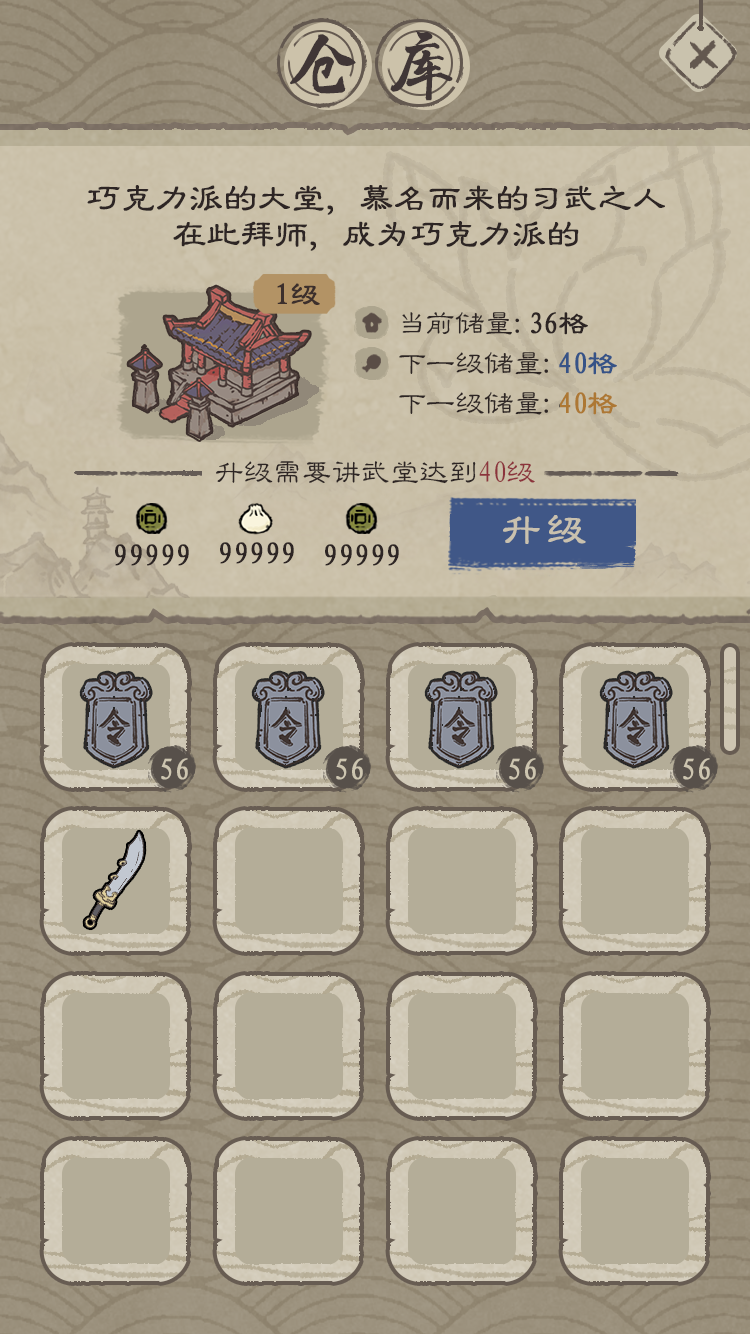 仓库
巧克力派的大堂，慕名而来的习武之人
在此拜师，成为巧克力派的
1级
当前储量：36格
下一级储量：40格
下一级储量：40格
升级需要讲武堂达到40级
99999 99999 99999
升级
令 令 令 令
56 56 56 56